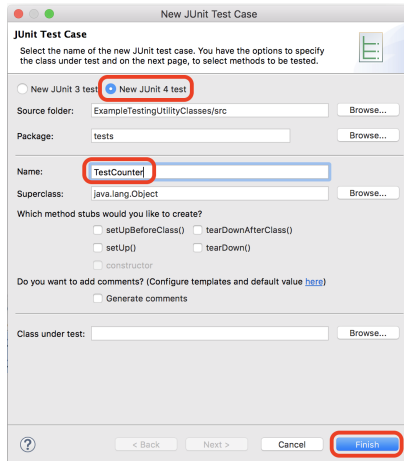 New JUnit Test Case
JUnit Test Case
Select the name of the new JUnit test case. You have the options to specify
the class under test and on the next page, to select methods to be tested.
New JUnit 3 test New JUnit 4 test
Source folder: ExampleTestingUtilityClasses/src Browse...
Package: tests Browse...
Name: TestCounter
Superclass: java.lang.Object Browse...
Which method stubs would you like to create?
setUpBeforeClass() tearDownAfterClass()
setUp() tearDown()
constructor
Do you want to add comments? (Configure templates and default value here)
Generate comments
Class under test: Browse...
? < Back Next > Cancel Finish